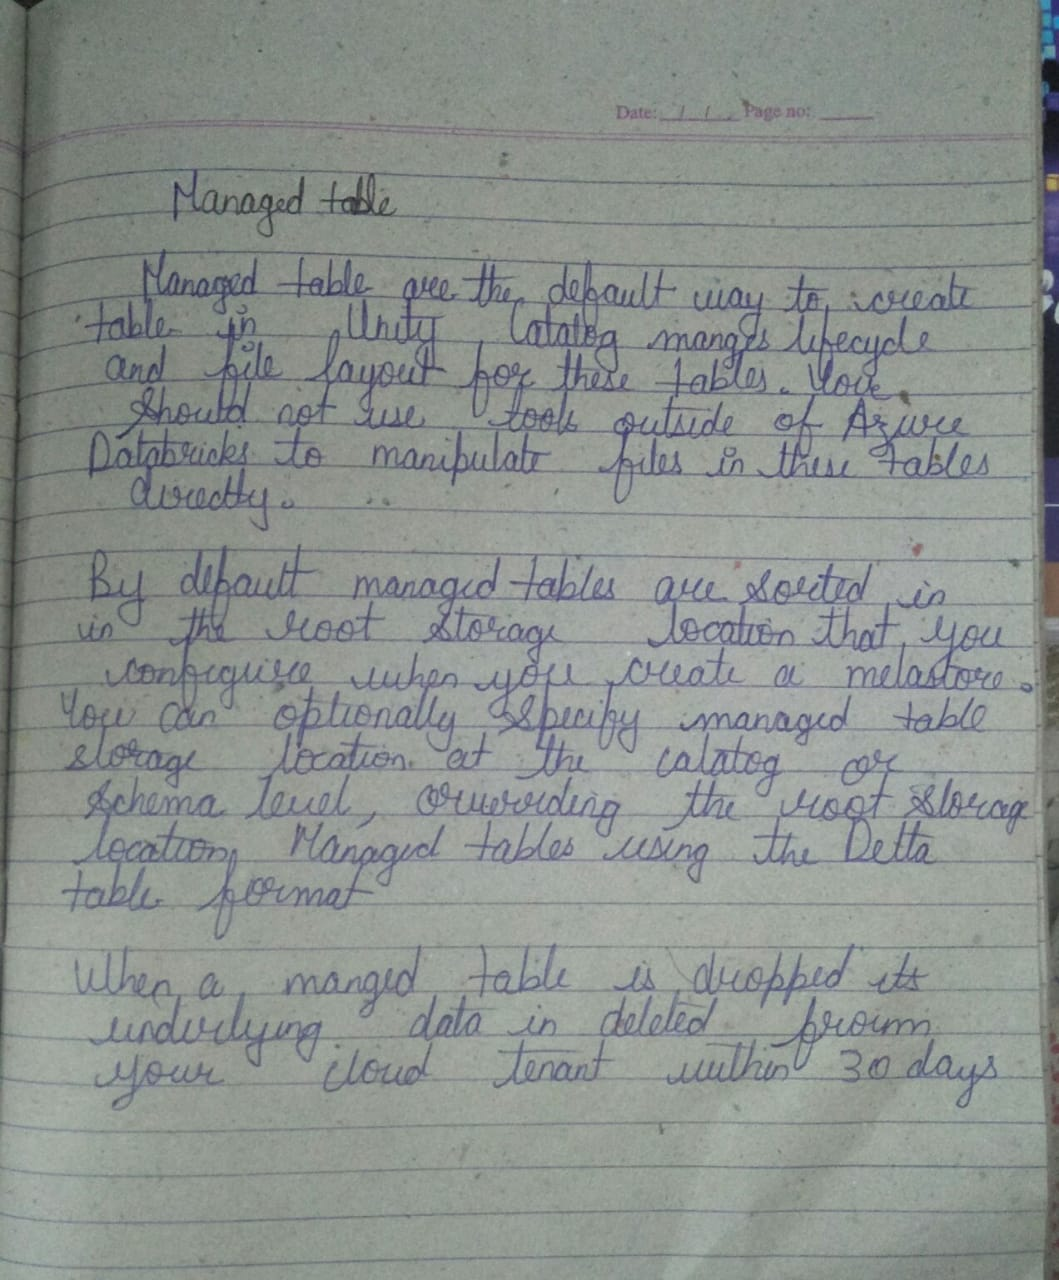 Date: / / Page no:
Managed table
Managed table are the default way to create
table in Unity Catalog manges lifecycle
and file layout for these tables. You
should not use tools outside of Azure
Databricks to manipulate files in these tables
directly.
By default managed tables are sorted in
in the root storage location that you
configure when you create a metastore.
You can optionally specify managed table
storage location at the catalog or
schema level, overriding the root storage
location, Managed tables using the Delta
table format
When a manged table is dropped its
underlying data in deleted from
your cloud tenant within 30 days